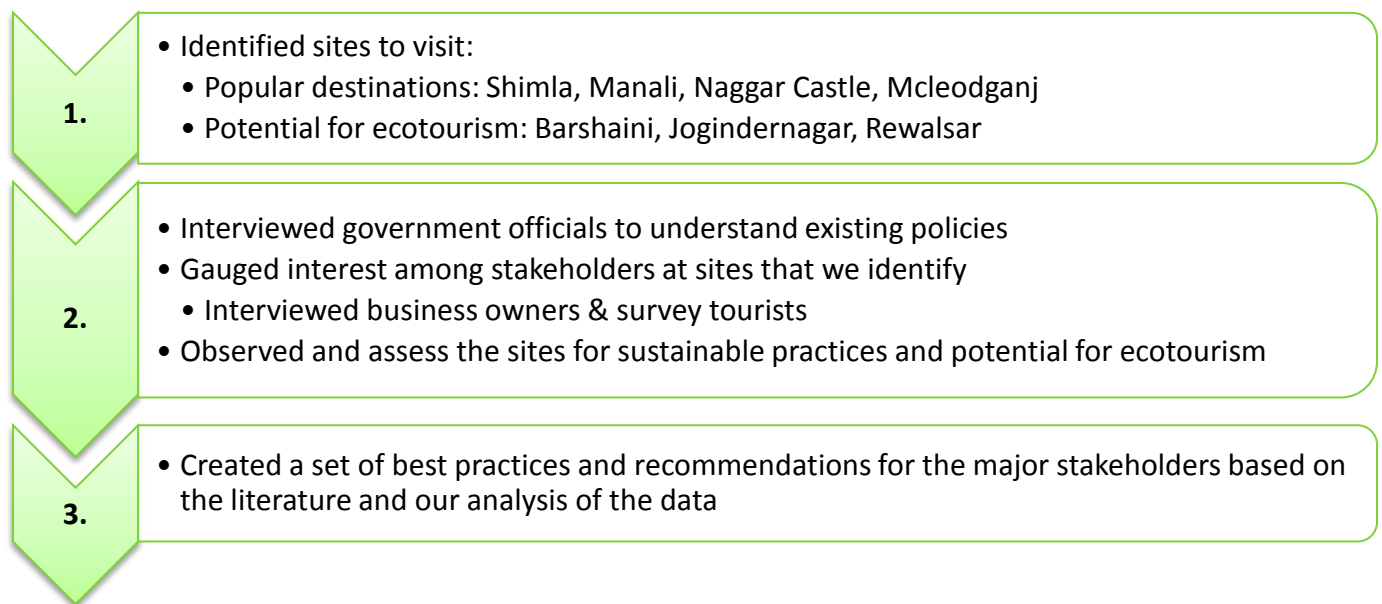 1.
• Identified sites to visit:
• Popular destinations: Shimla, Manali, Naggar Castle, Mcleodganj
• Potential for ecotourism: Barshaini, Jogindernagar, Rewalsar
2.
• Interviewed government officials to understand existing policies
• Gauged interest among stakeholders at sites that we identify
• Interviewed business owners & survey tourists
• Observed and assess the sites for sustainable practices and potential for ecotourism
3.
• Created a set of best practices and recommendations for the major stakeholders based on
the literature and our analysis of the data